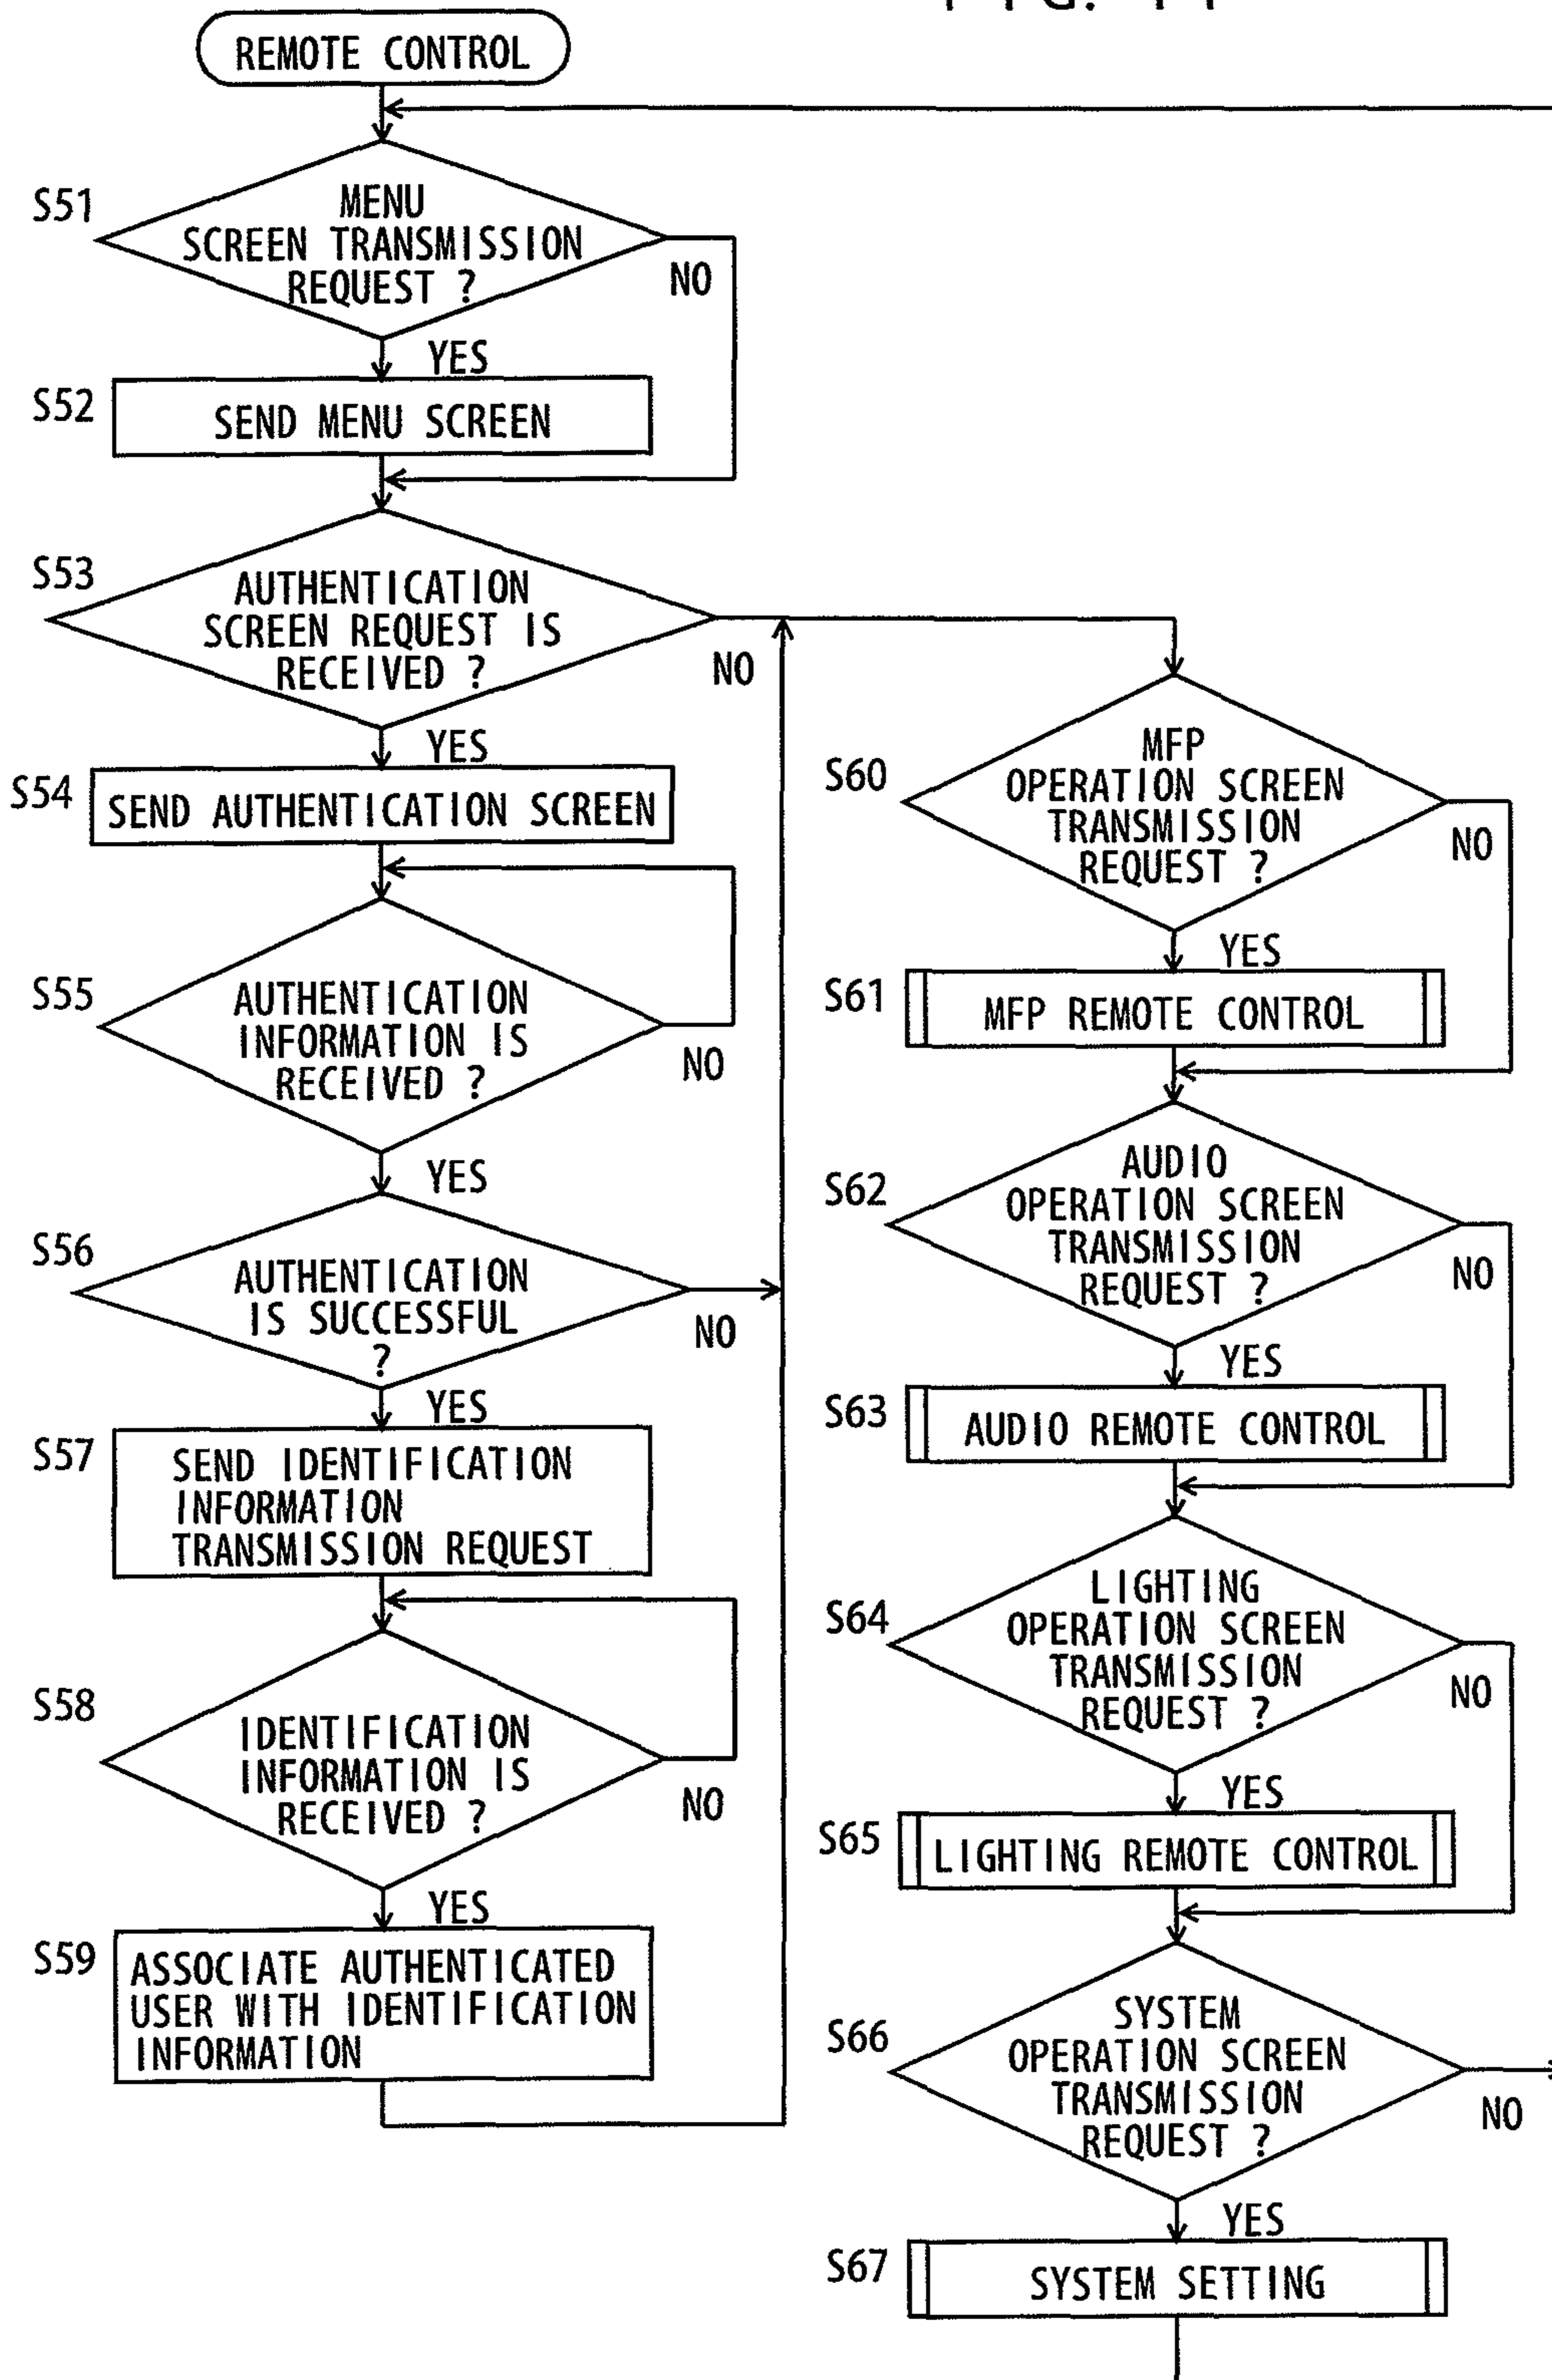 REMOTE CONTROL
S51
MENU
SCREEN TRANSMISSION
REQUEST ?
NO
YES
S52
SEND MENU SCREEN
S53
AUTHENTICATION
SCREEN REQUEST IS
RECEIVED ?
NO
YES
S54
SEND AUTHENTICATION SCREEN
S55
AUTHENTICATION
INFORMATION IS
RECEIVED ?
NO
YES
S56
AUTHENTICATION
IS SUCCESSFUL
?
NO
YES
S57
SEND IDENTIFICATION
INFORMATION
TRANSMISSION REQUEST
S58
IDENTIFICATION
INFORMATION IS
RECEIVED ?
NO
YES
S59
ASSOCIATE AUTHENTICATED
USER WITH IDENTIFICATION
INFORMATION
S60
MFP
OPERATION SCREEN
TRANSMISSION
REQUEST ?
NO
YES
S61
MFP REMOTE CONTROL
S62
AUDIO
OPERATION SCREEN
TRANSMISSION
REQUEST ?
NO
YES
S63
AUDIO REMOTE CONTROL
S64
LIGHTING
OPERATION SCREEN
TRANSMISSION
REQUEST ?
NO
YES
S65
LIGHTING REMOTE CONTROL
S66
SYSTEM
OPERATION SCREEN
TRANSMISSION
REQUEST ?
NO
YES
S67
SYSTEM SETTING